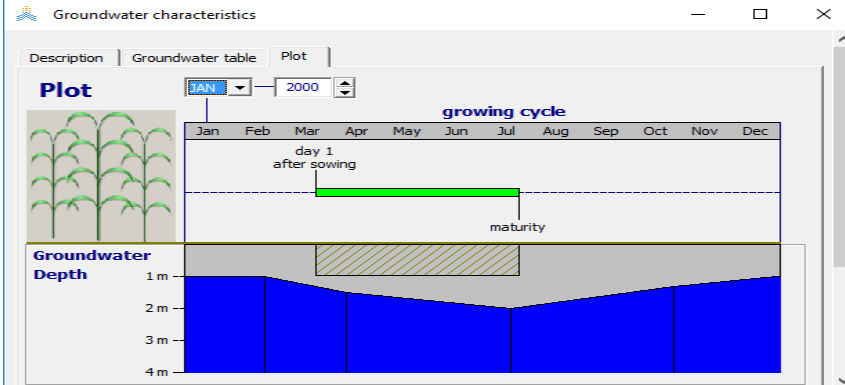 Groundwater characteristics
Description Groundwater table Plot
Plot JAN 2000
growing cycle
Jan Feb Mar Apr May Jun Jul Aug Sep Oct Nov Dec
day 1
after sowing
maturity
Groundwater
Depth
1 m
2 m
3 m
4 m